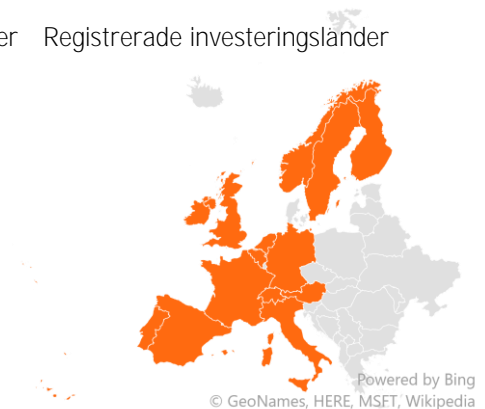 er Registrerade investeringsländer
Powered by Bing
© GeoNames, HERE, MSFT, Wikipedia